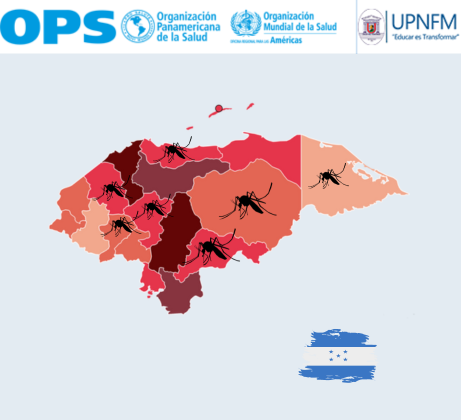 OPS
Organización
Panamericana
de la Salud
Organización
Mundial de la Salud
OFICINA REGIONAL PARA LAS Américas
UPNFM
"Educar es Transformar"